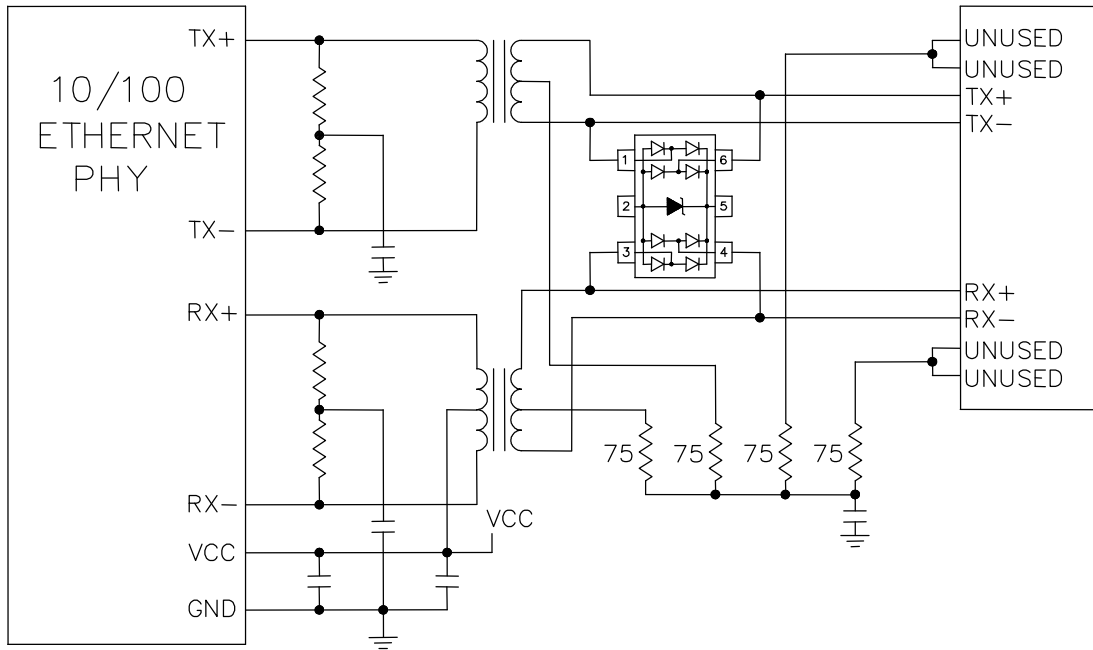 10/100
ETHERNET
PHY
TX+
TX-
RX+
RX-
VCC
GND
VCC
1
2
3
6
5
4
75
75
75
75
UNUSED
UNUSED
TX+
TX-
RX+
RX-
UNUSED
UNUSED